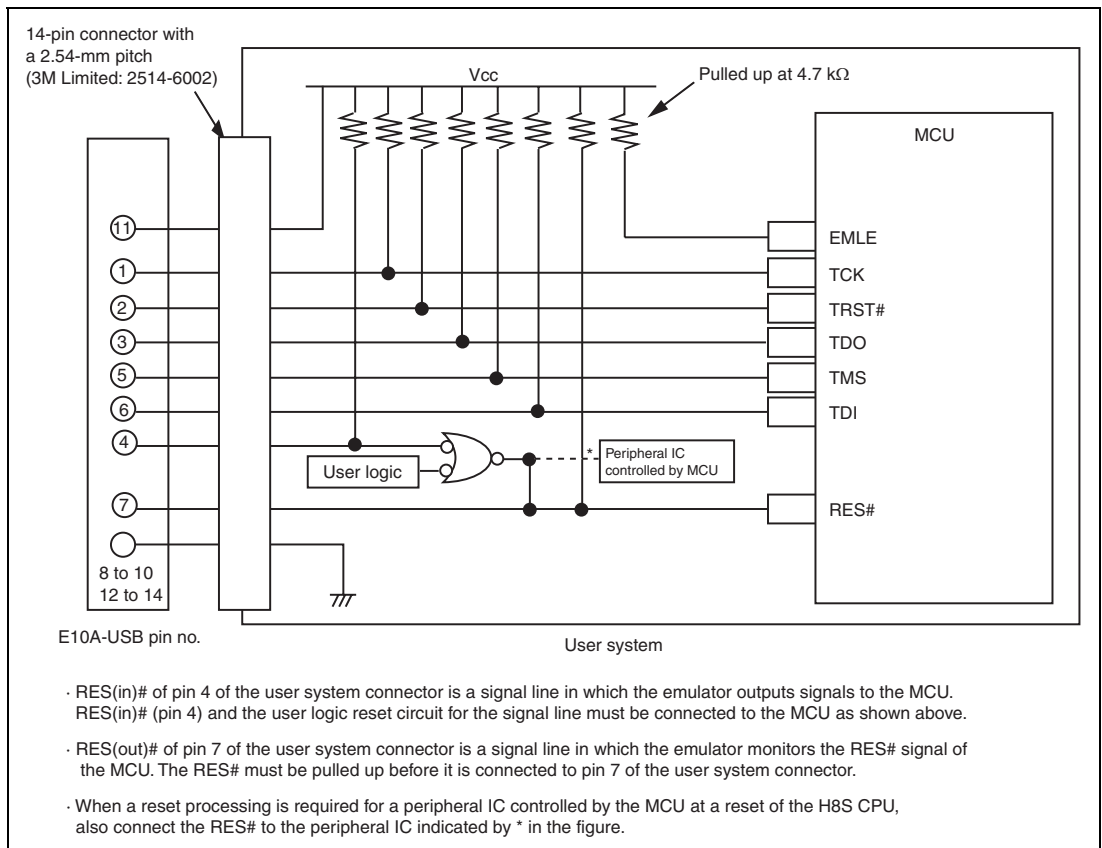 14-pin connector with
a 2.54-mm pitch
(3M Limited: 2514-6002)
Vcc
Pulled up at 4.7 kΩ
MCU
11
EMLE
1
TCK
2
TRST#
3
TDO
5
TMS
6
TDI
4
User logic
* Peripheral IC
controlled by MCU
7
RES#
8 to 10
12 to 14
E10A-USB pin no.
User system
· RES(in)# of pin 4 of the user system connector is a signal line in which the emulator outputs signals to the MCU.
RES(in)# (pin 4) and the user logic reset circuit for the signal line must be connected to the MCU as shown above.
· RES(out)# of pin 7 of the user system connector is a signal line in which the emulator monitors the RES# signal of
the MCU. The RES# must be pulled up before it is connected to pin 7 of the user system connector.
· When a reset processing is required for a peripheral IC controlled by the MCU at a reset of the H8S CPU,
also connect the RES# to the peripheral IC indicated by * in the figure.